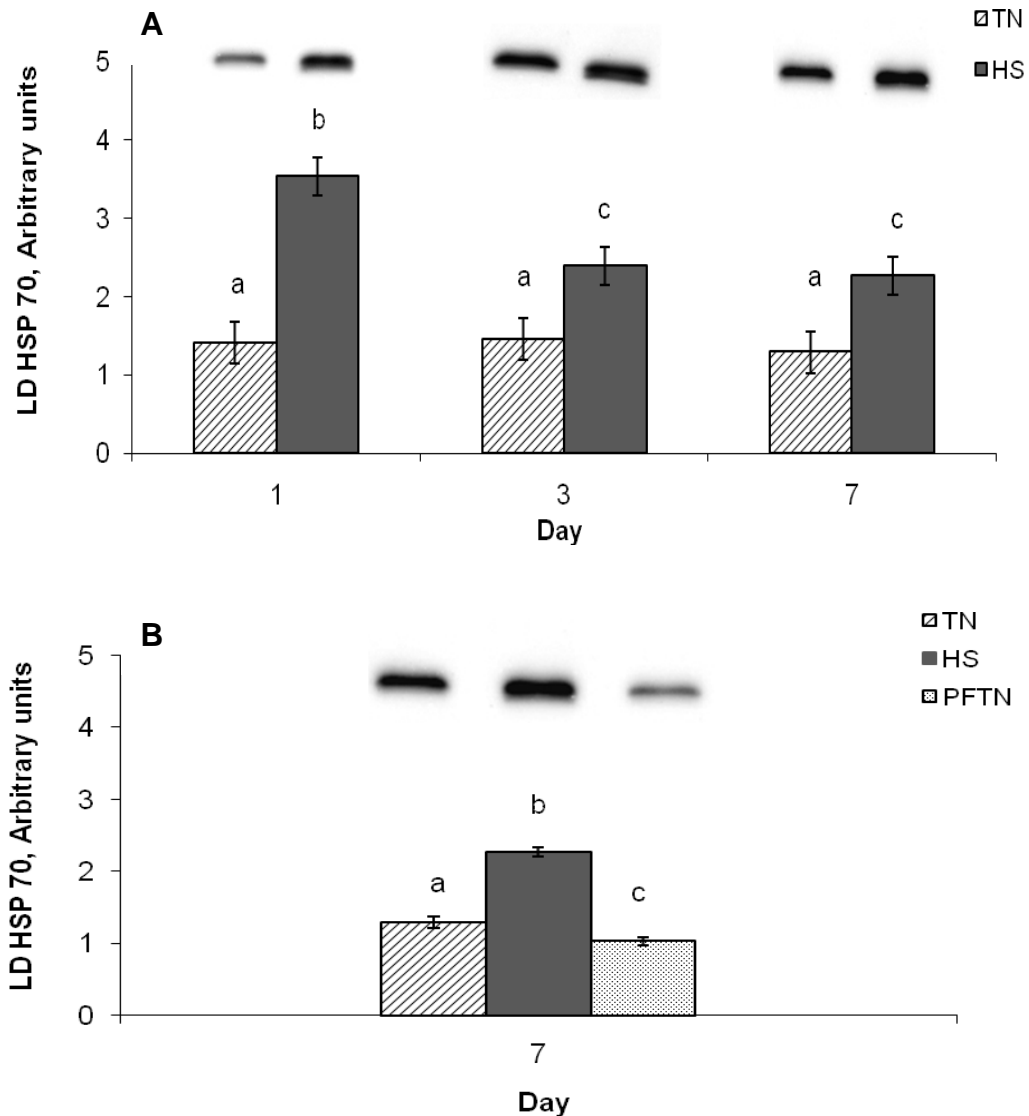 A
TN
HS
LD HSP 70, Arbitrary units
5
4
3
2
1
0
a
b
a
c
a
c
1
3
7
Day
B
TN
HS
PFTN
LD HSP 70, Arbitrary units
5
4
3
2
1
0
a
b
c
7
Day